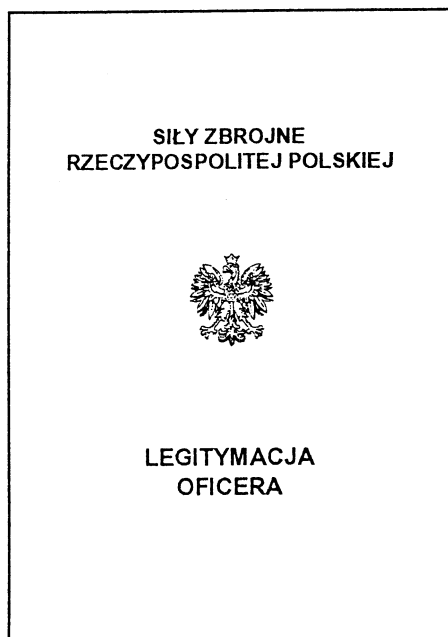 SIŁY ZBROJNE
RZECZYPOSPOLITEJ POLSKIEJ
LEGITYMACJA
OFICERA